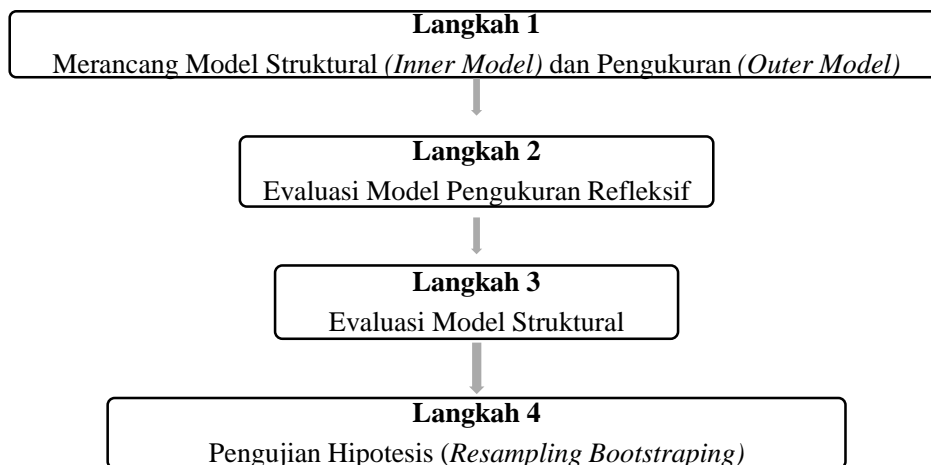 Langkah 1
Merancang Model Struktural (Inner Model) dan Pengukuran (Outer Model)
Langkah 2
Evaluasi Model Pengukuran Refleksif
Langkah 3
Evaluasi Model Struktural
Langkah 4
Pengujian Hipotesis (Resampling Bootstraping)